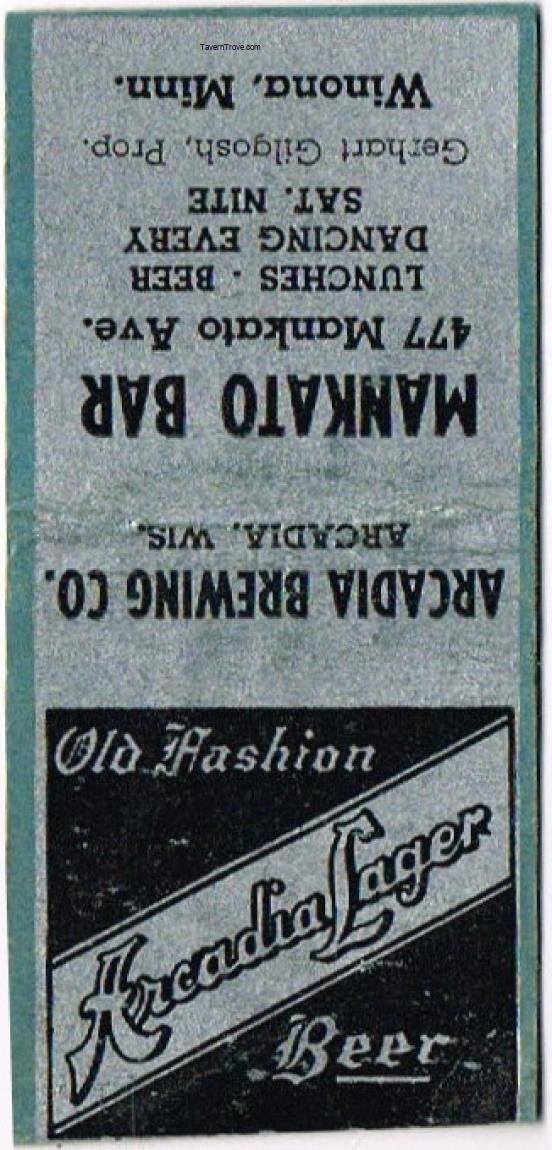 TavernTrove.com
ARCADIA BREWING CO.
ARCADIA, WIS.
MANKATO BAR
477 Mankato Ave.
LUNCHES . BEER
DANCING EVERY
SAT. NITE
Gerhart Gilgosh, Prop.
Winona, Minn.
Old Fashion
Arcadia Lager
Beer